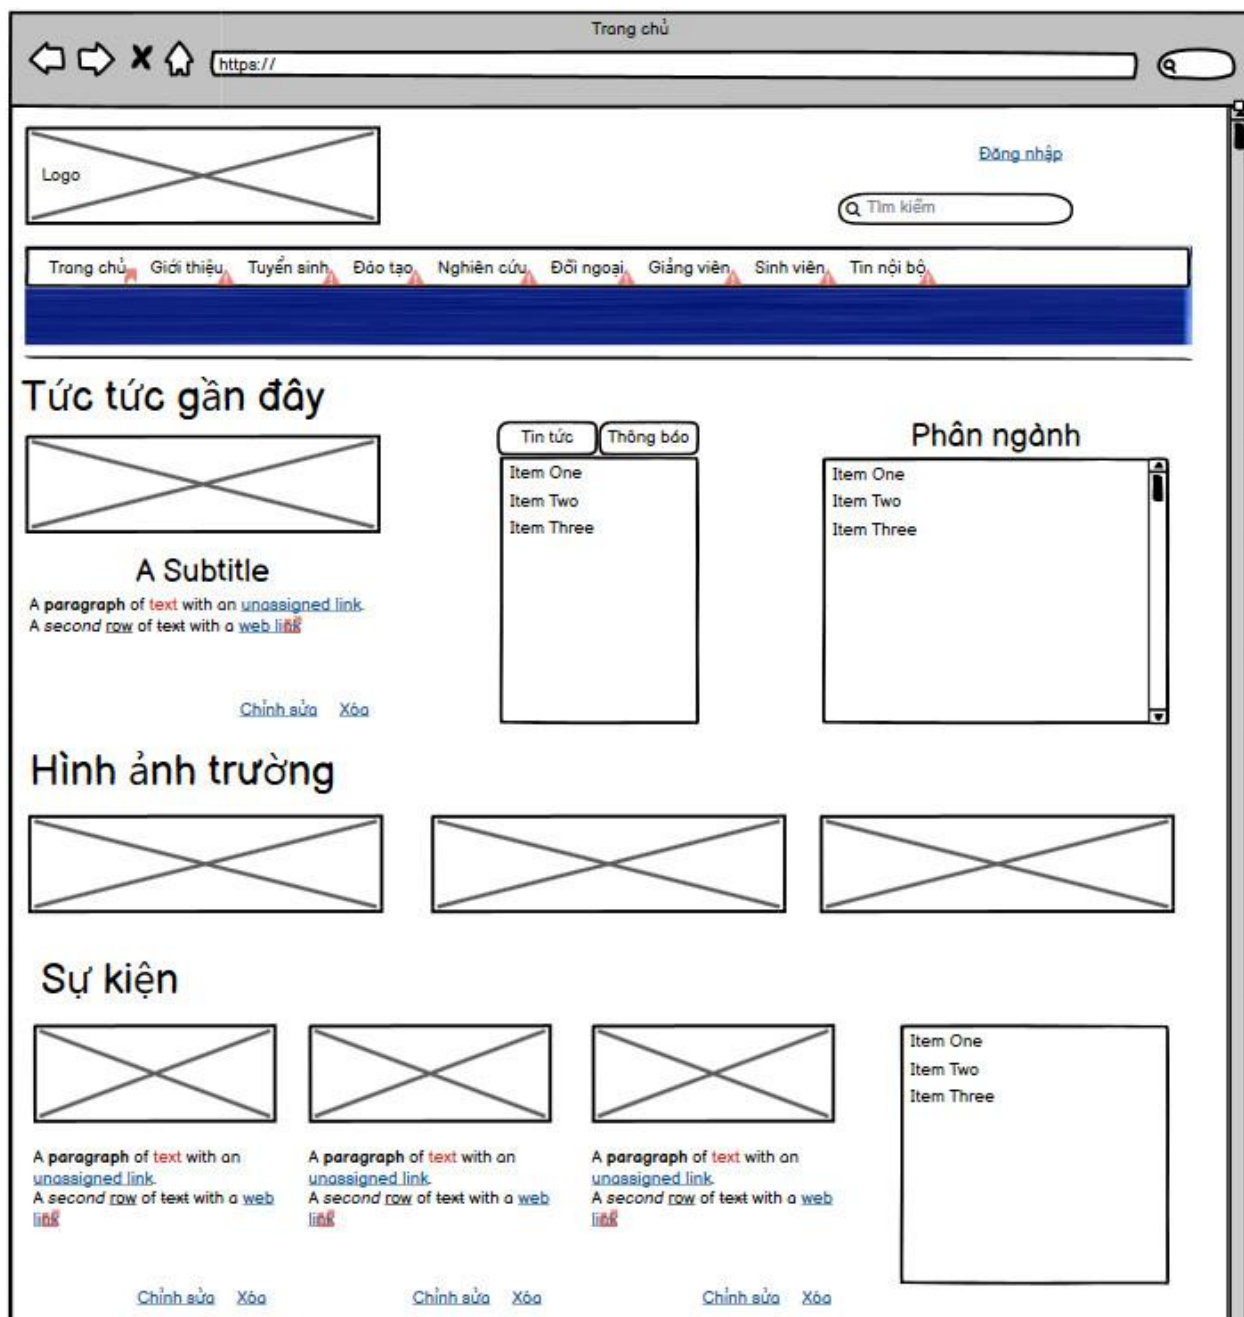 Trang chủ
https://
Đăng nhập
Logo
Tìm kiếm
Trang chủ Giới thiệu Tuyển sinh Đào tạo Nghiên cứu Đối ngoại Giảng viên Sinh viên Tin nội bộ
Tức tức gần đây
Tin tức Thông báo
Phân ngành
Item One
Item Two
Item Three
Item One
Item Two
Item Three
A Subtitle
A paragraph of text with an unassigned link.
A second row of text with a web link
Chỉnh sửa Xóa
Hình ảnh trường
Sự kiện
A paragraph of text with an
unassigned link.
A second row of text with a web
link
Chỉnh sửa Xóa
A paragraph of text with an
unassigned link.
A second row of text with a web
link
Chỉnh sửa Xóa
A paragraph of text with an
unassigned link.
A second row of text with a web
link
Chỉnh sửa Xóa
Item One
Item Two
Item Three